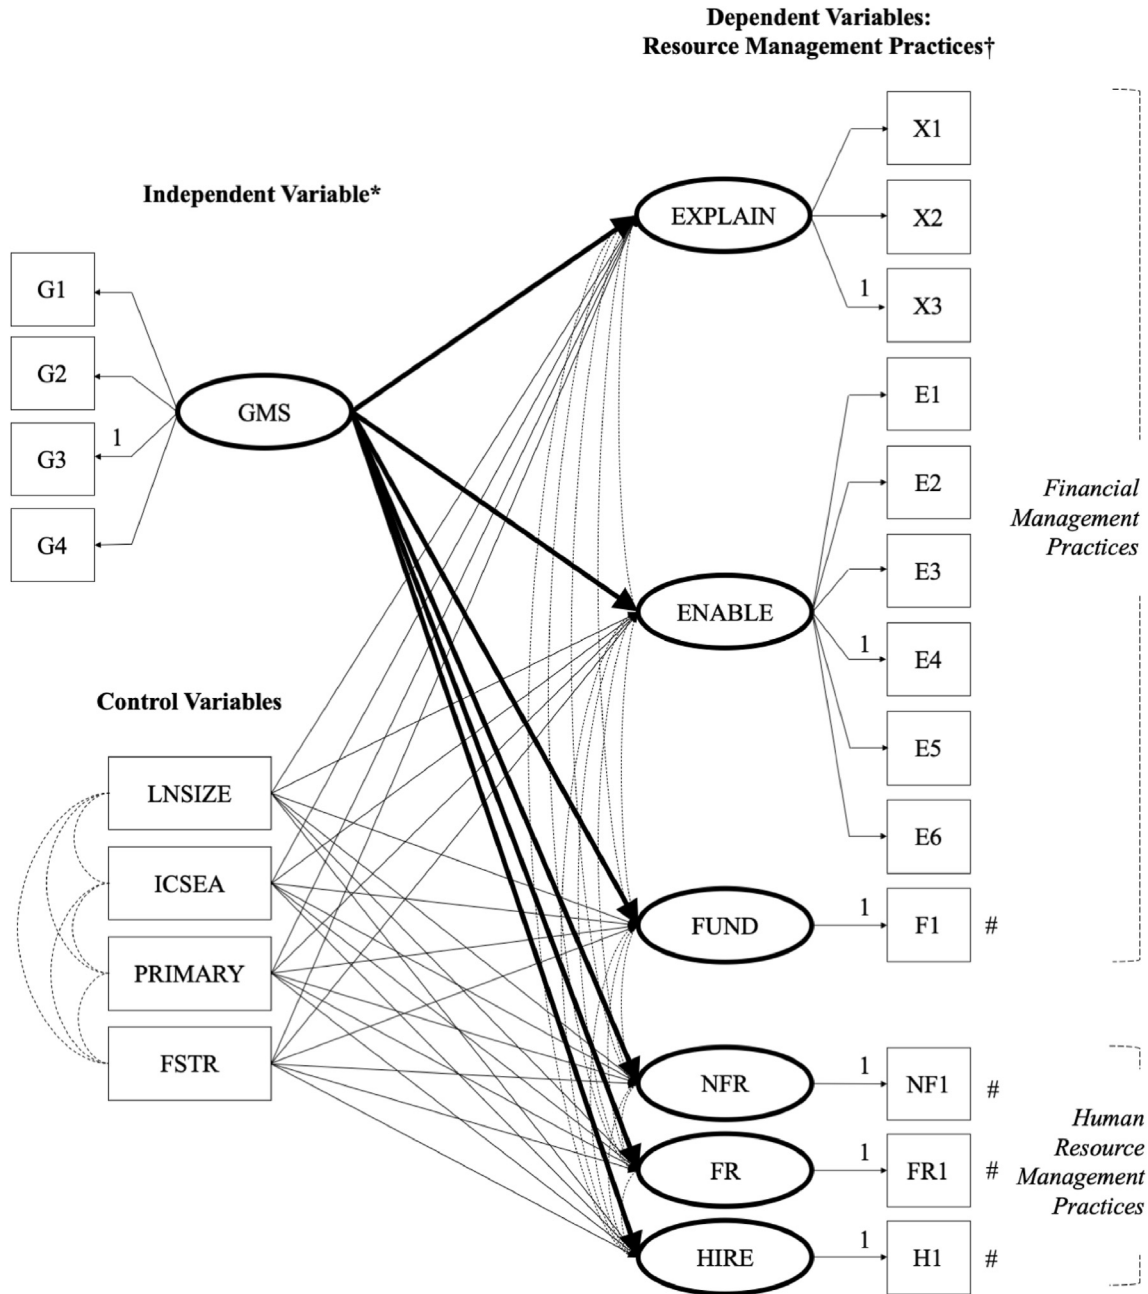 Dependent Variables:
Resource Management Practices†
Independent Variable*
G1
G2
G3
1
G4
GMS
Control Variables
LNSIZE
ICSEA
PRIMARY
FSTR
EXPLAIN
X1
X2
1
X3
ENABLE
E1
E2
E3
1
E4
E5
E6
FUND
1
F1
#
Financial
Management
Practices
NFR
1
NF1
#
FR
1
FR1
#
HIRE
1
H1
#
Human
Resource
Management
Practices